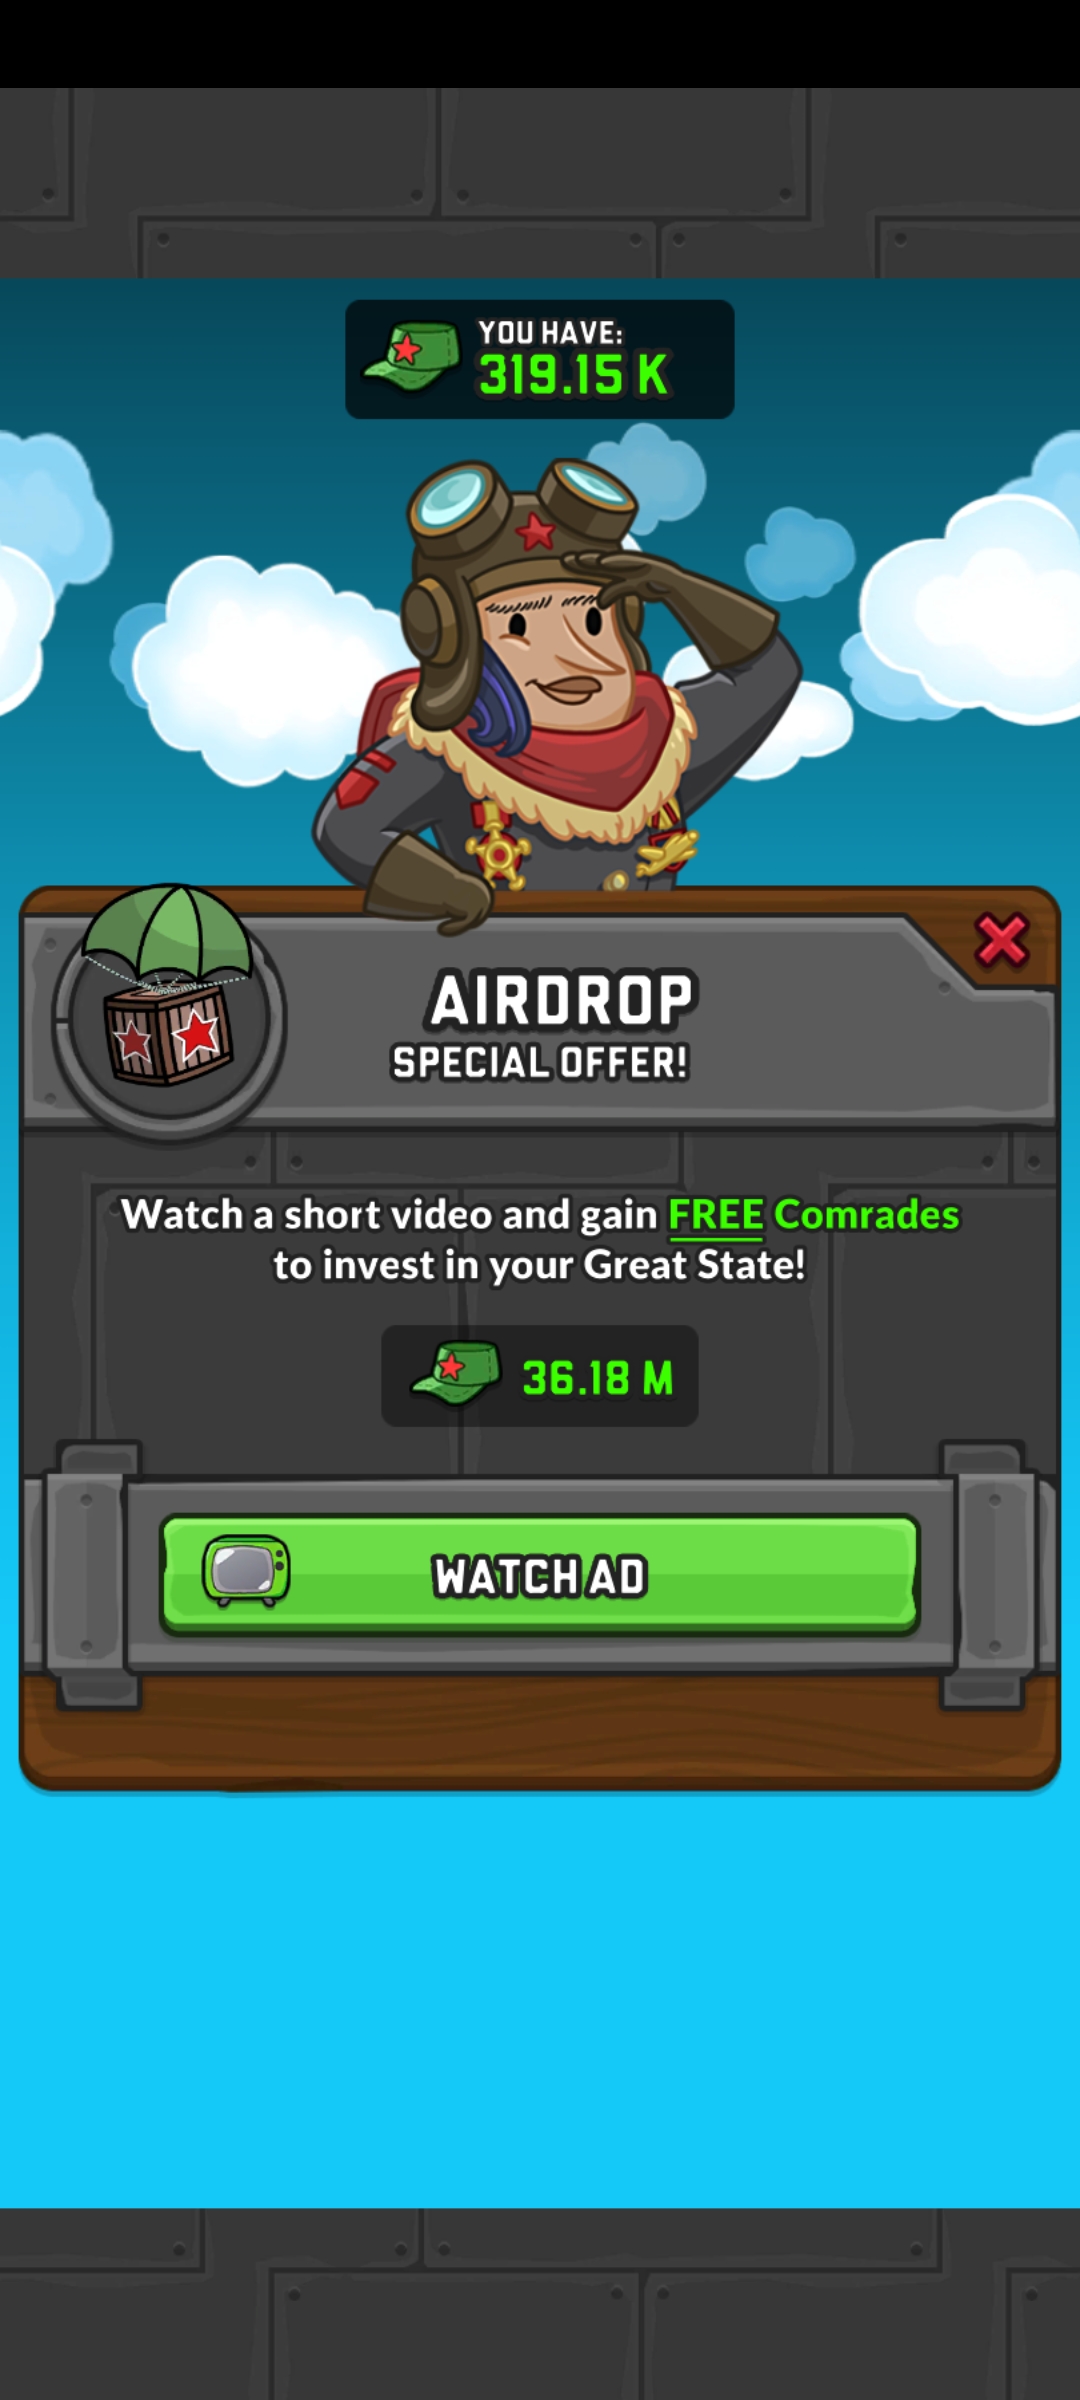 YOU HAVE:
319.15 K
AIRDROP
SPECIAL OFFER!
Watch a short video and gain FREE Comrades
to invest in your Great State!
36.18 M
WATCH AD